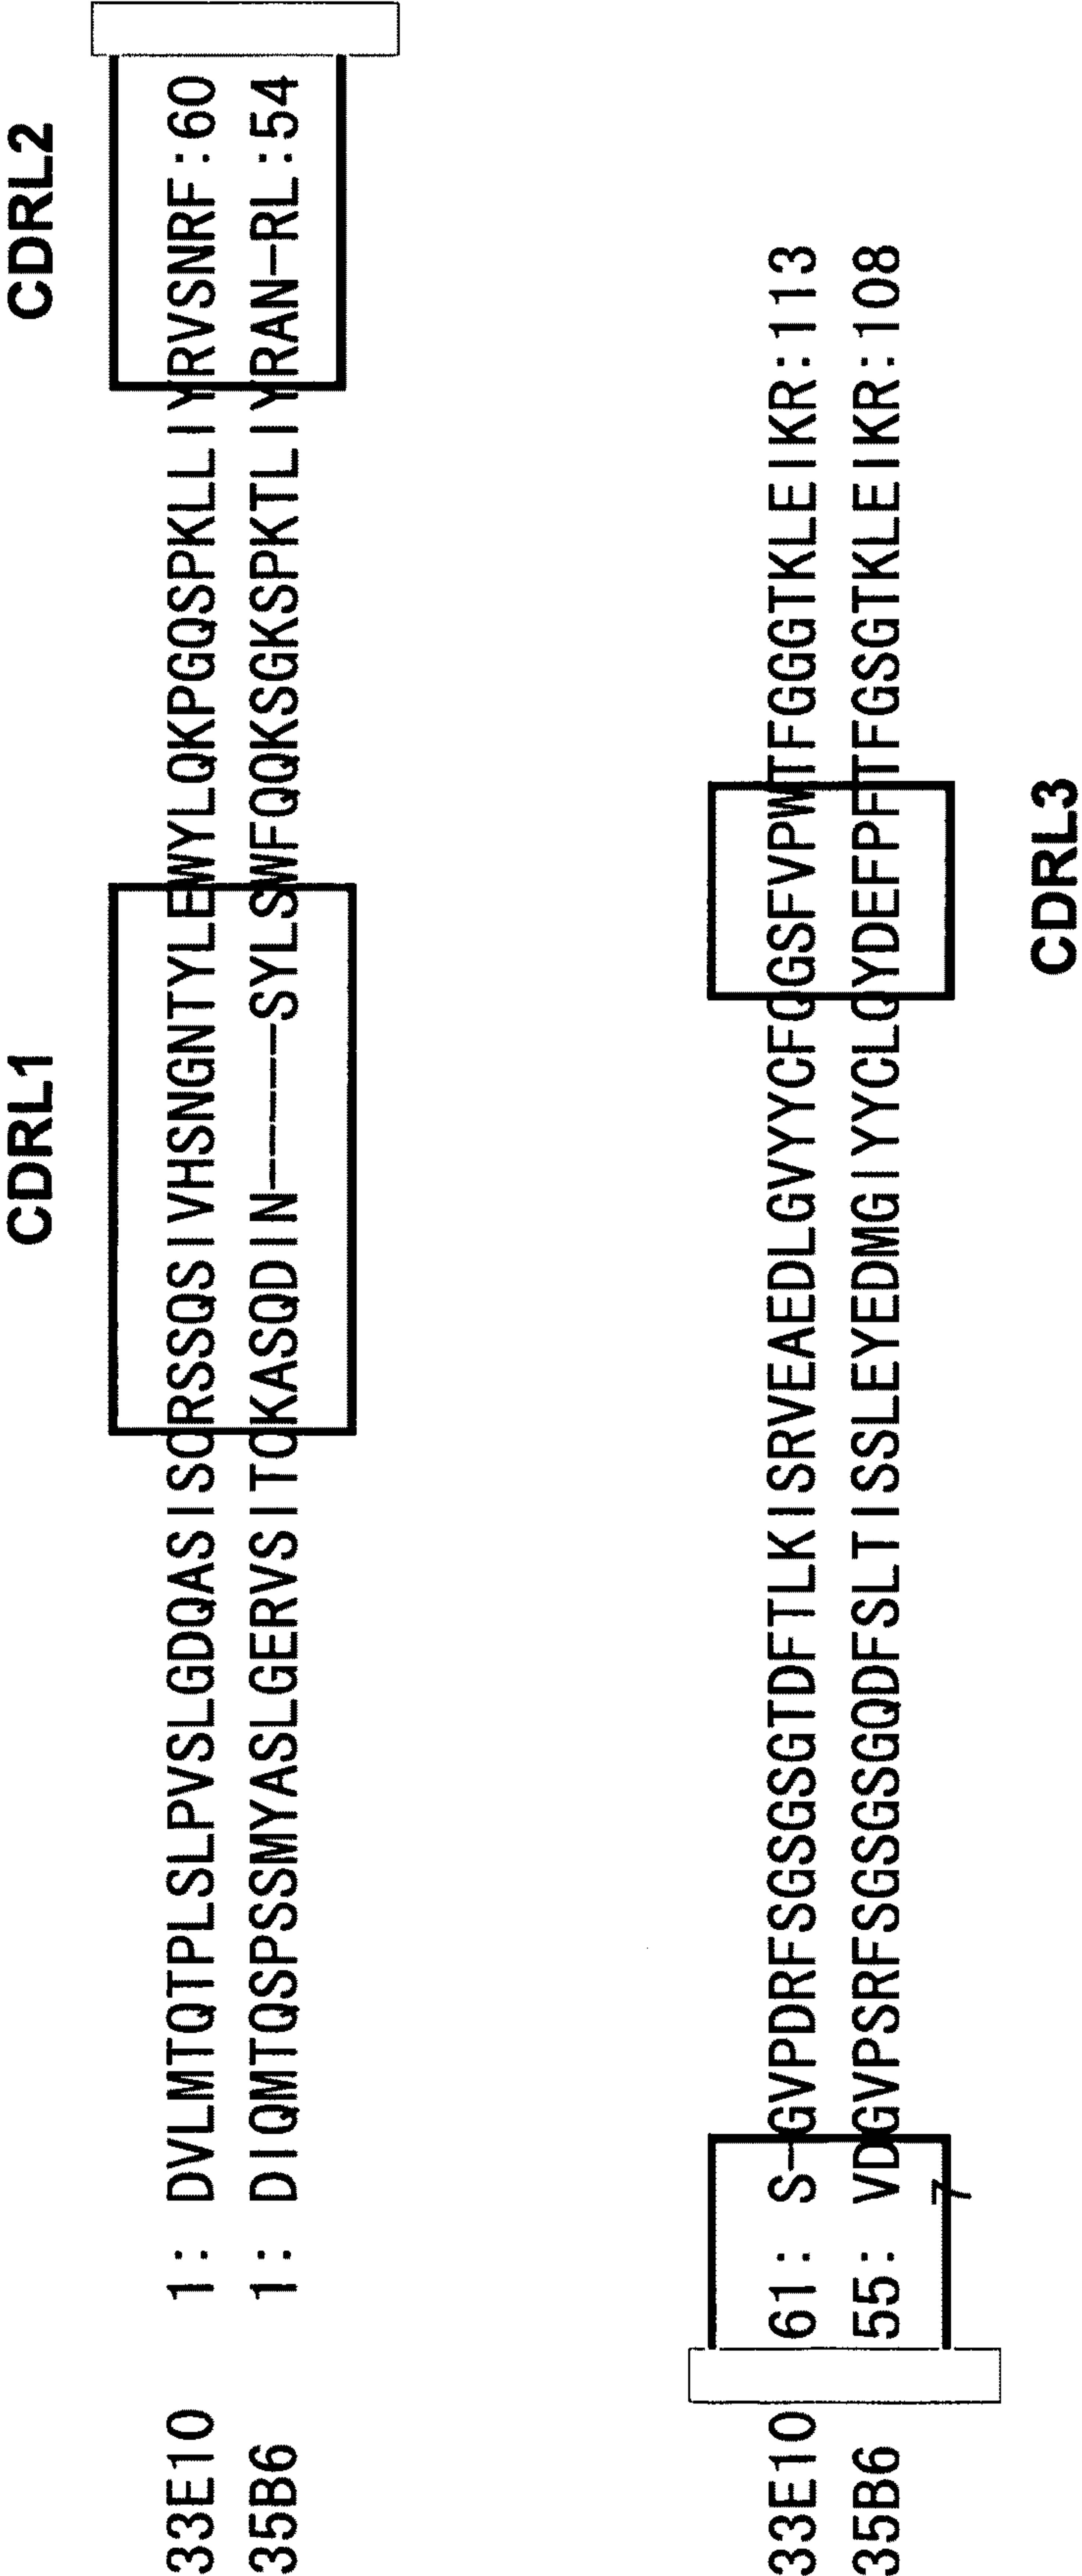 CDRL1 CDRL2
33E10 1: DVLMTQTPLSLPVSLGDQASISCRSSQSIVHSNGNTYLEWYLQKPGQSPKLLIYRVSNRF:60
35B6 1: DIQMTQSPSSMYASLGERVSITCKASQDIN-----SYLSWFQQKSGKSPKTLIYRAN-RL:54
33E10 61: S-GVPDRFSGSGSGTDFTLKISRVEAEDLGVYYCFQGSFVPWTFGGGTKLEIKR:113
35B6 55: VDGVPSRFSGSGSGQDFSLTISSLEYEDMGIYYCLQYDEFPFTFGSGTKLEIKR:108
CDRL3